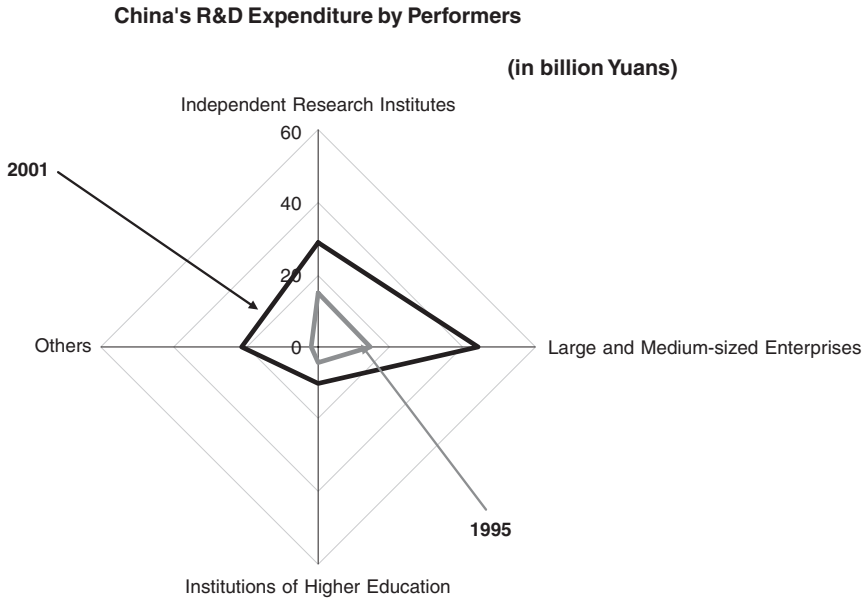 China's R&D Expenditure by Performers
(in billion Yuans)
Independent Research Institutes
60
2001
40
20
Others
0
Large and Medium-sized Enterprises
1995
Institutions of Higher Education